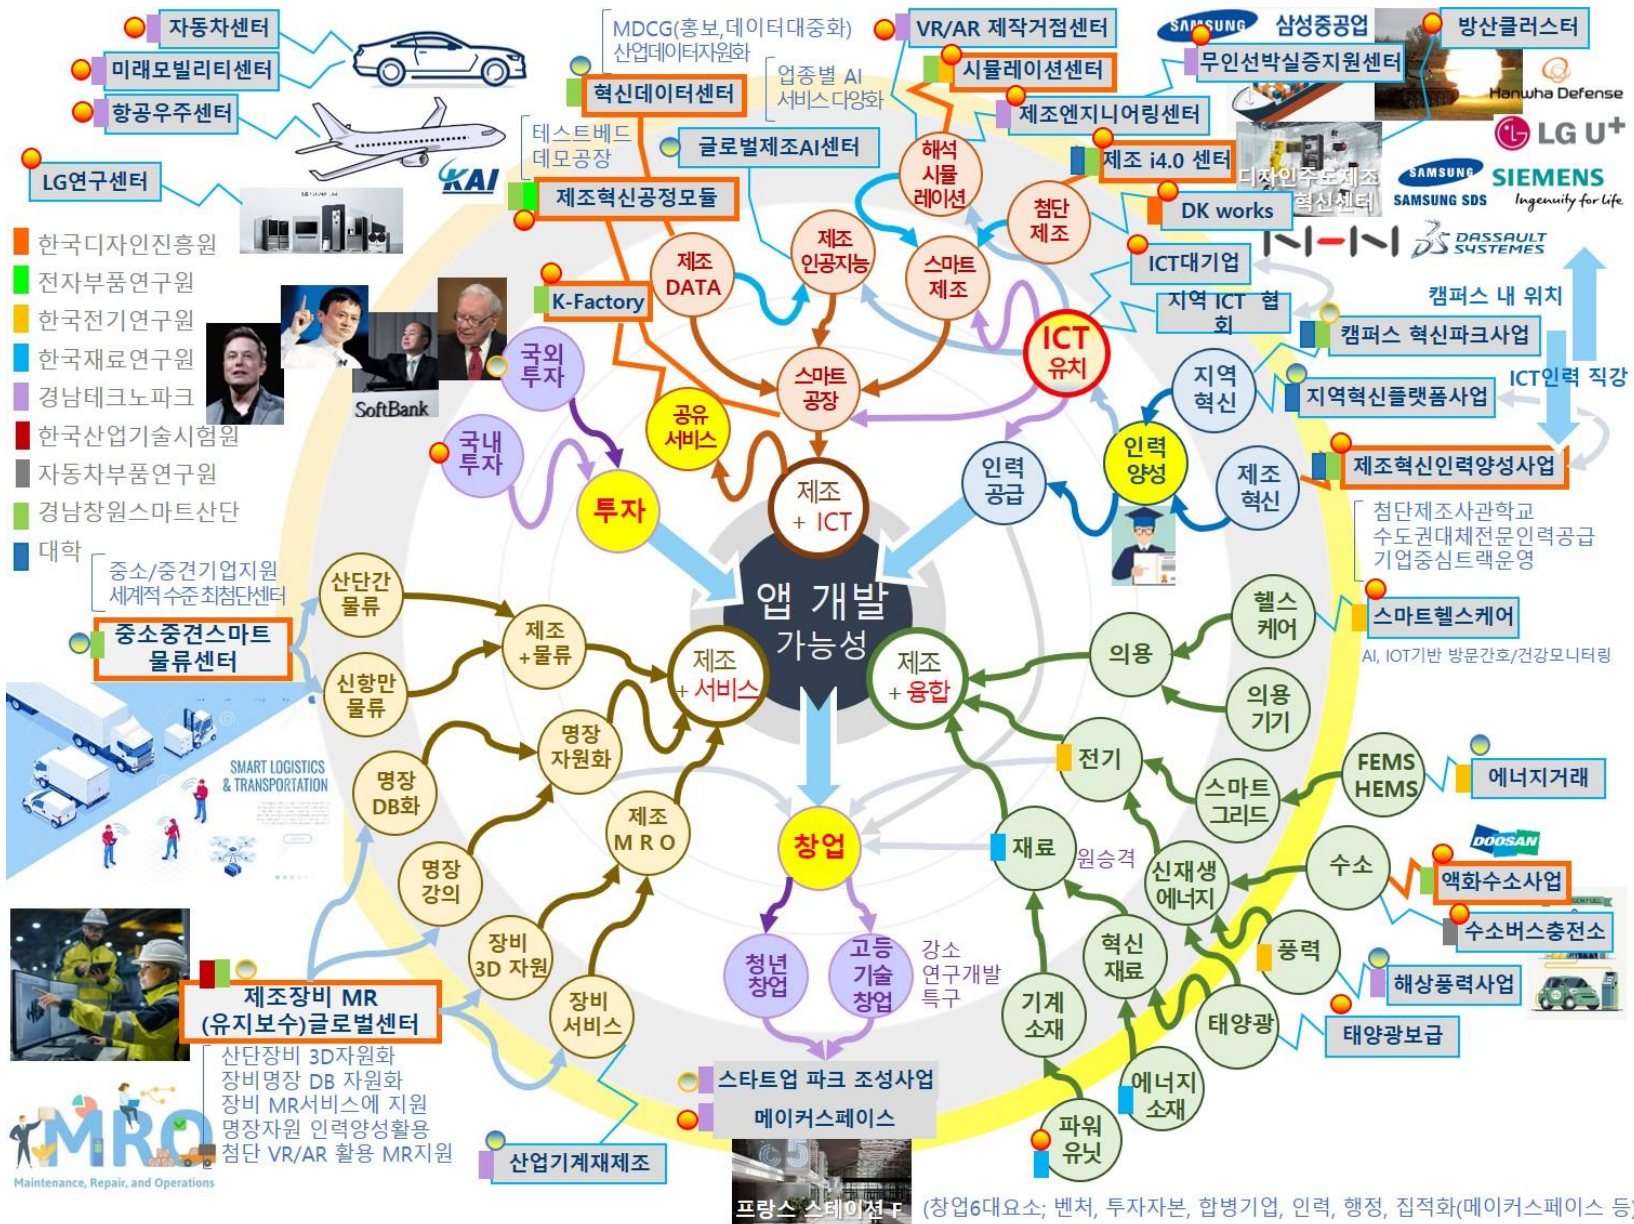 자동차센터
미래모빌리티센터
항공우주센터
LG연구센터
KAI
MDCG(홍보,데이터대중화)
산업데이터자원화
혁신데이터센터
업종별 AI
서비스 다양화
테스트베드
데모공장
글로벌제조AI센터
제조혁신공정모듈
K-Factory
VR/AR 제작거점센터
시뮬레이션센터
제조엔지니어링센터
제조 i4.0 센터
DK works
ICT대기업
지역 ICT 협
회
SAMSUNG 삼성중공업
무인선박실증지원센터
방산클러스터
Hanwha Defense
LG U+
디자인주도제조
혁신센터
SAMSUNG
SAMSUNG SDS
SIEMENS
Ingenuity for life
NHN
DASSAULT
SYSTEMES
캠퍼스 내 위치
ICT인력 직강
캠퍼스 혁신파크사업
지역혁신플랫폼사업
제조혁신인력양성사업
첨단제조사관학교
수도권대체전문인력공급
기업중심트랙운영
한국디자인진흥원
전자부품연구원
한국전기연구원
한국재료연구원
경남테크노파크
한국산업기술시험원
자동차부품연구원
경남창원스마트산단
대학
SoftBank
해석
시뮬
레이션
첨단
제조
제조
DATA
제조
인공지능
스마트
제조
ICT
유치
스마트
공장
공유
서비스
국외
투자
국내
투자
투자
제조
+ ICT
인력
공급
인력
양성
지역
혁신
제조
혁신
앱 개발
가능성
제조
+ 서비스
제조
+ 융합
중소/중견기업지원
세계적 수준 최첨단센터
중소중견스마트
물류센터
산단간
물류
신항만
물류
제조
+물류
SMART LOGISTICS
& TRANSPORTATION
명장
DB화
명장
자원화
명장
강의
제조
M R O
장비
3D 자원
장비
서비스
제조장비 MR
(유지보수)글로벌센터
산단장비 3D자원화
장비명장 DB 자원화
장비 MR서비스에 지원
명장자원 인력양성활용
첨단 VR/AR 활용 MR지원
MRO
Maintenance, Repair, and Operations
산업기계재제조
창업
청년
창업
고등
기술
창업
강소
연구개발
특구
스타트업 파크 조성사업
메이커스페이스
프랑스 스테이션 F
(창업6대요소; 벤처, 투자자본, 합병기업, 인력, 행정, 집적화(메이커스페이스 등)
의용
헬스
케어
의용
기기
스마트헬스케어
AI, IOT기반 방문간호/건강모니터링
전기
스마트
그리드
FEMS
HEMS
에너지거래
재료
원승격
신재생
에너지
수소
DOOSAN
액화수소사업
수소버스충전소
풍력
해상풍력사업
태양광
태양광보급
혁신
재료
기계
소재
에너지
소재
파워
유닛